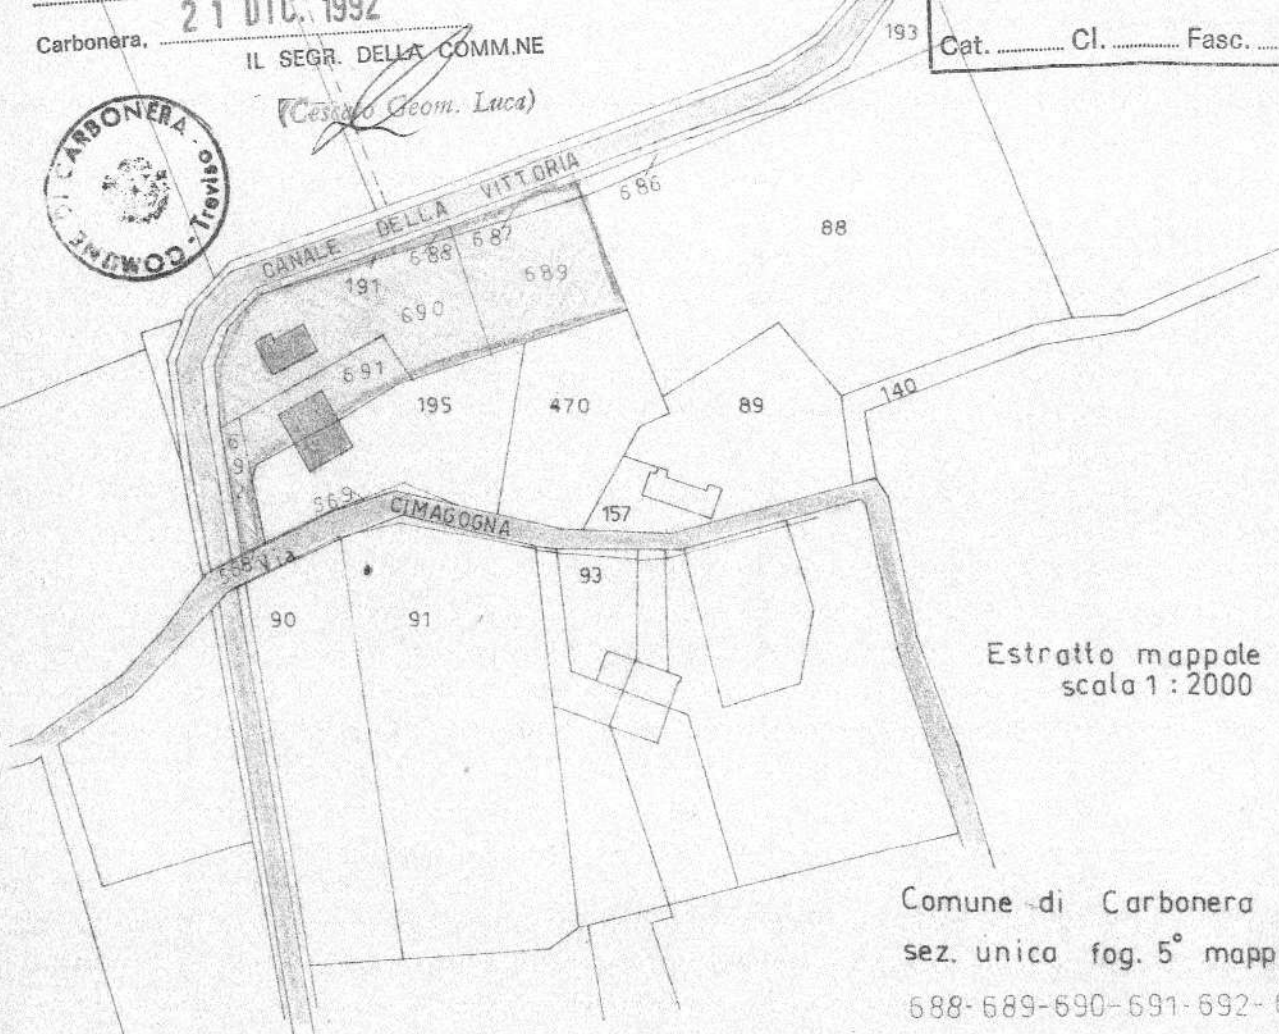 21 DIC. 1992
Carbonera,
IL SEGR. DELLA COMM.NE
(Cessato Geom. Luca)
COMUNE DI CARBONERA - Treviso
Cat. Cl. Fasc.
193
CANALE DELLA VITTORIA
686
687
688
689
88
191
690
691
195
470
89
140
569
CIMAGOGNA
157
568 Via
93
90
91
Estratto mappale
scala 1 : 2000
Comune di Carbonera
sez. unica fog. 5° mapp
688-689-690-691-692-